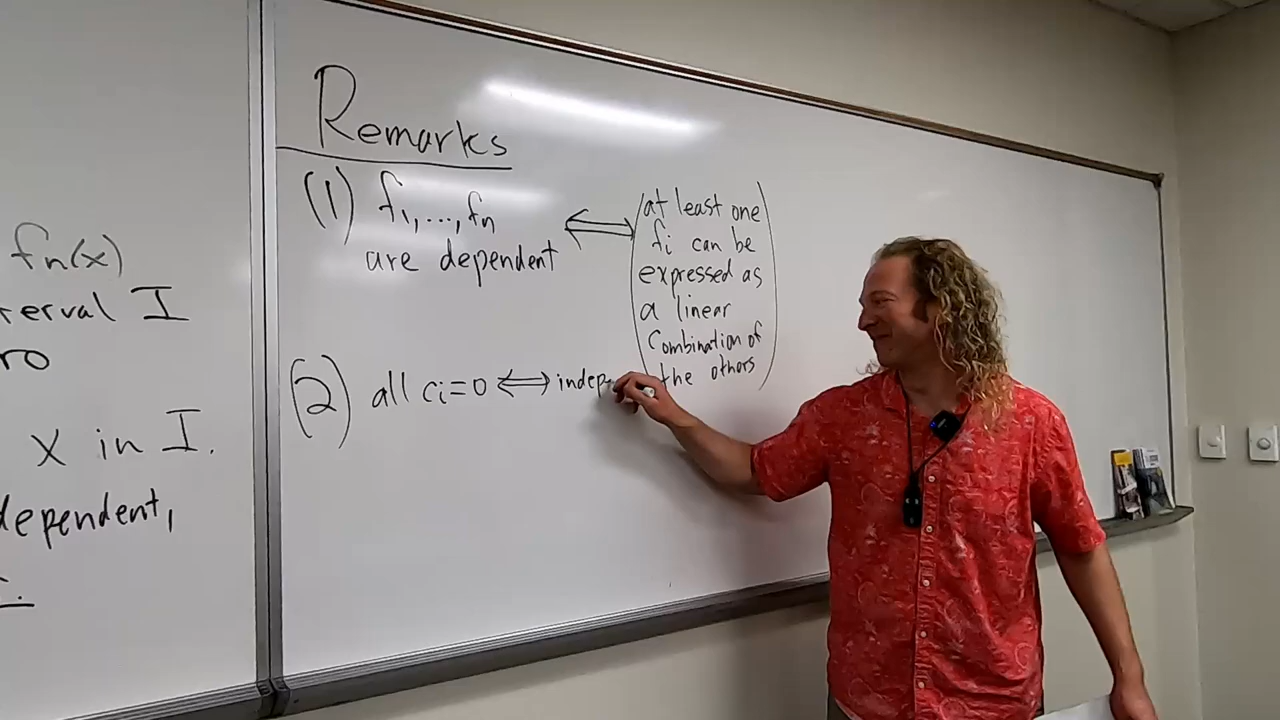 fn(x)
terval I
ro
x in I.
dependent,
Remarks
(1) f1,...,fn
are dependent
⟺
(at least one
fi can be
expressed as
a linear
combination of
the others)
(2) all ci=0 ⟺ indep